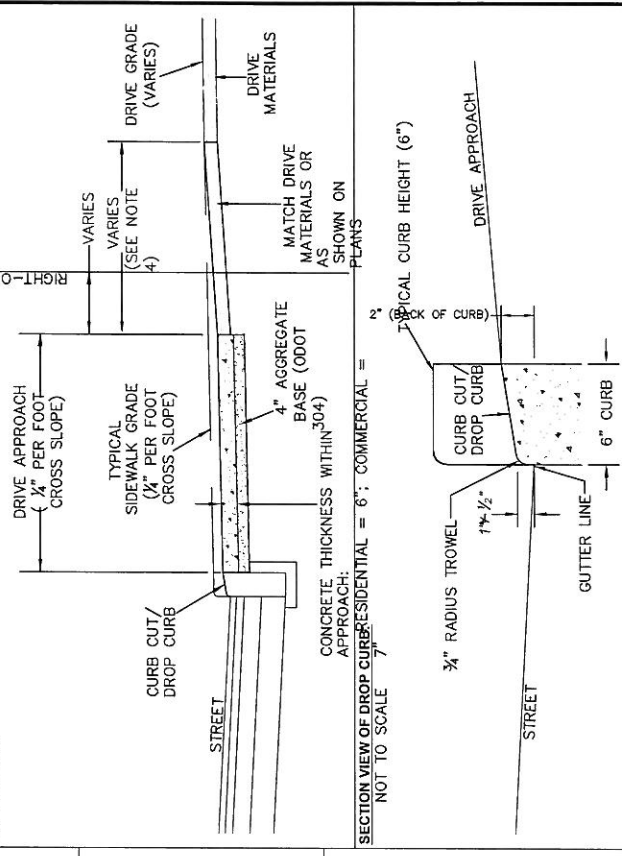 DRIVE APPROACH
( ¼" PER FOOT
CROSS SLOPE)
RIGHT-O
VARIES
VARIES
(SEE NOTE
4)
DRIVE GRADE
(VARIES)
TYPICAL
SIDEWALK GRADE
(¼" PER FOOT
CROSS SLOPE)
CURB CUT/
DROP CURB
STREET
4" AGGREGATE
BASE (ODOT
304)
MATCH DRIVE
MATERIALS OR
AS
SHOWN ON
PLANS
DRIVE
MATERIALS
CONCRETE THICKNESS WITHIN
APPROACH:
RESIDENTIAL = 6"; COMMERCIAL =
7"
SECTION VIEW OF DROP CURB
NOT TO SCALE
TYPICAL CURB HEIGHT (6")
2" (BACK OF CURB)
DRIVE APPROACH
CURB CUT/
DROP CURB
¾" RADIUS TROWEL
STREET
GUTTER LINE
6" CURB